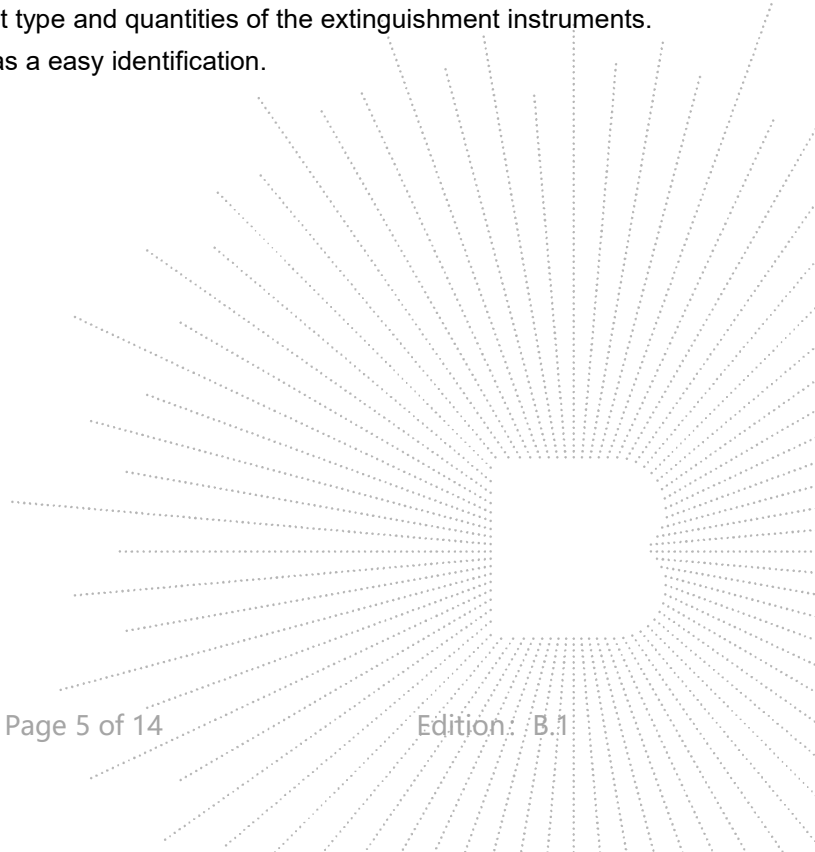 t type and quantities of the extinguishment instruments.
as a easy identification.
Page 5 of 14 Edition: B.1